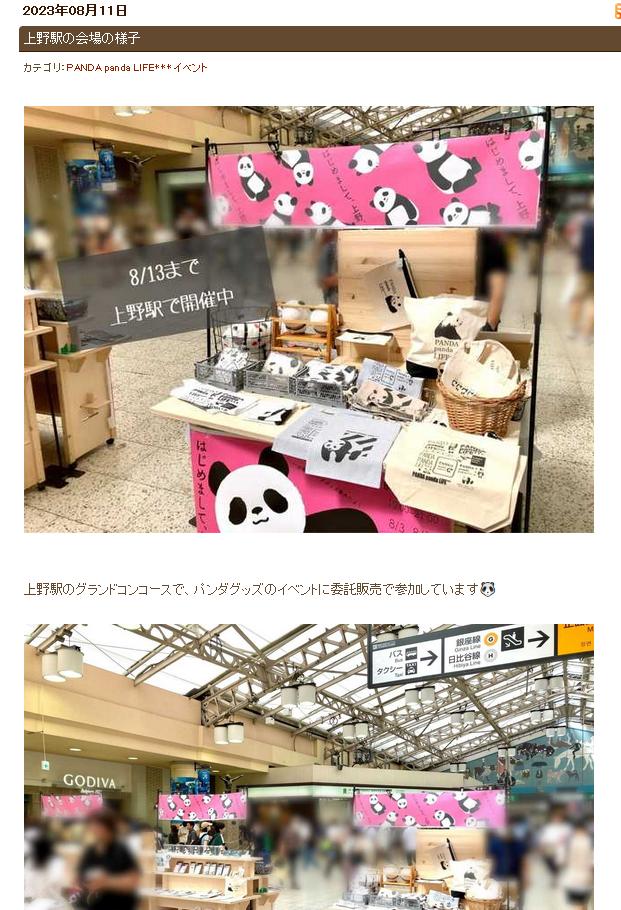 2023年08月11日
上野駅の会場の様子
カテゴリ:PANDA panda LIFE***イベント
はじめまして、上野
8/13まで
上野駅で開催中
PANDA
panda
LIFE
はじめまして、
PANDA panda LIFE
8/3
上野駅のグランドコンコースで、パンダグッズのイベントに委託販売で参加しています
バス
Bus
タクシー
Taxi
銀座線 G
Ginza Line
日比谷線 H
Hibiya Line
GODIVA